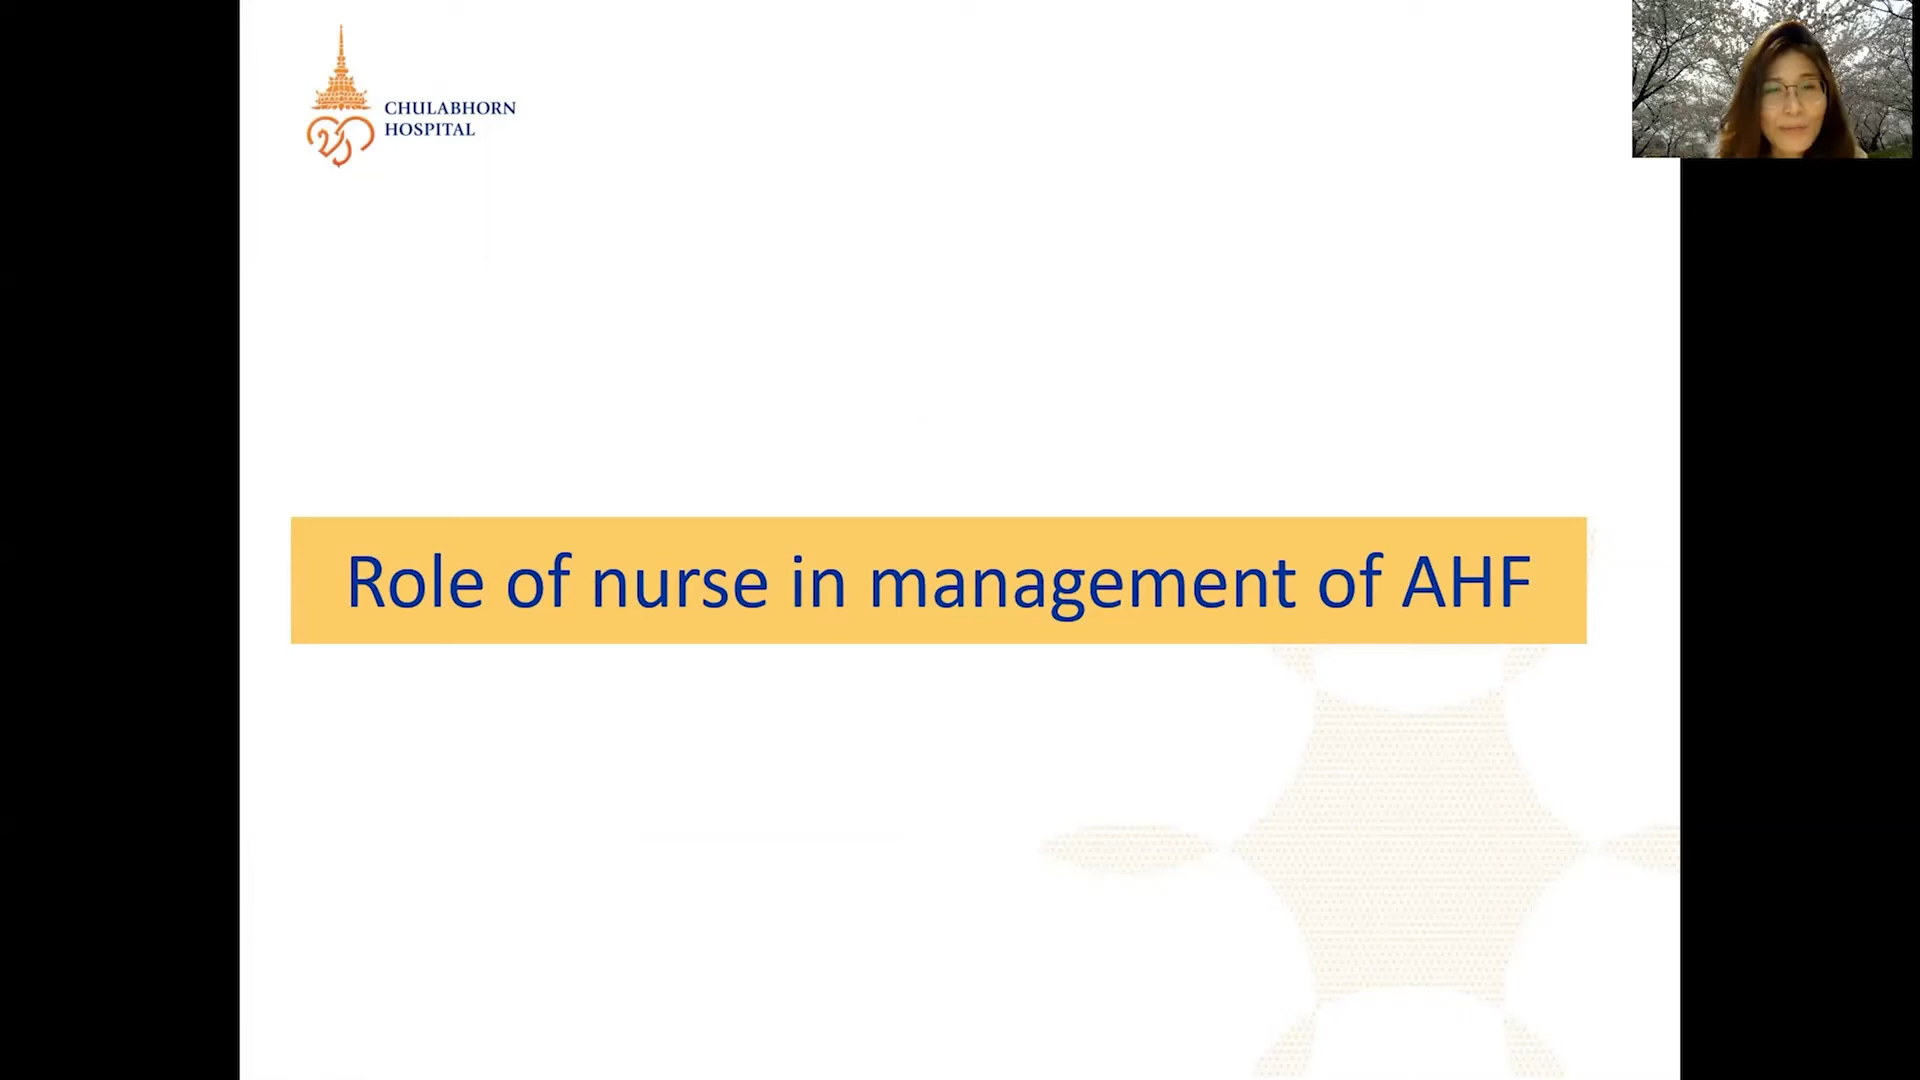 CHULABHORN
HOSPITAL
Role of nurse in management of AHF